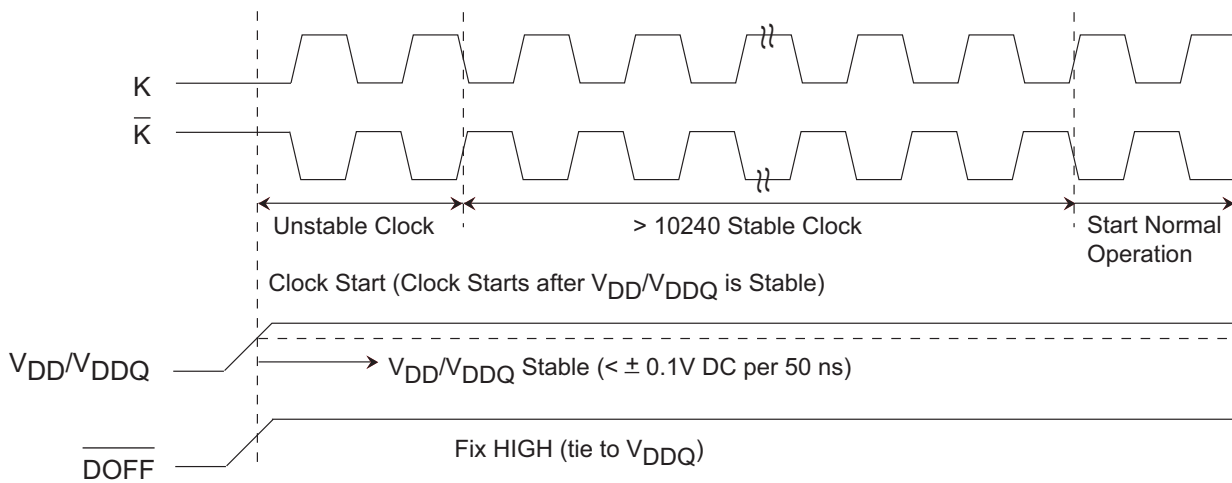 K
K̅
Unstable Clock
> 10240 Stable Clock
Start Normal
Operation
Clock Start (Clock Starts after VDD/VDDQ is Stable)
VDD/VDDQ
VDD/VDDQ Stable (< ± 0.1V DC per 50 ns)
Fix HIGH (tie to VDDQ)
D̅O̅F̅F̅